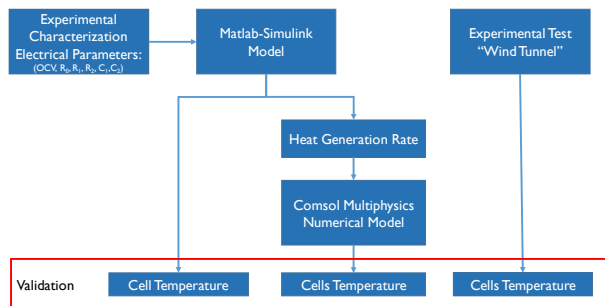 Experimental
Characterization
Electrical Parameters:
(OCV, R₀, R₁, R₂, C₁,C₂)
Matlab-Simulink
Model
Experimental Test
“Wind Tunnel”
Heat Generation Rate
Comsol Multiphysics
Numerical Model
Validation
Cell Temperature
Cells Temperature
Cells Temperature